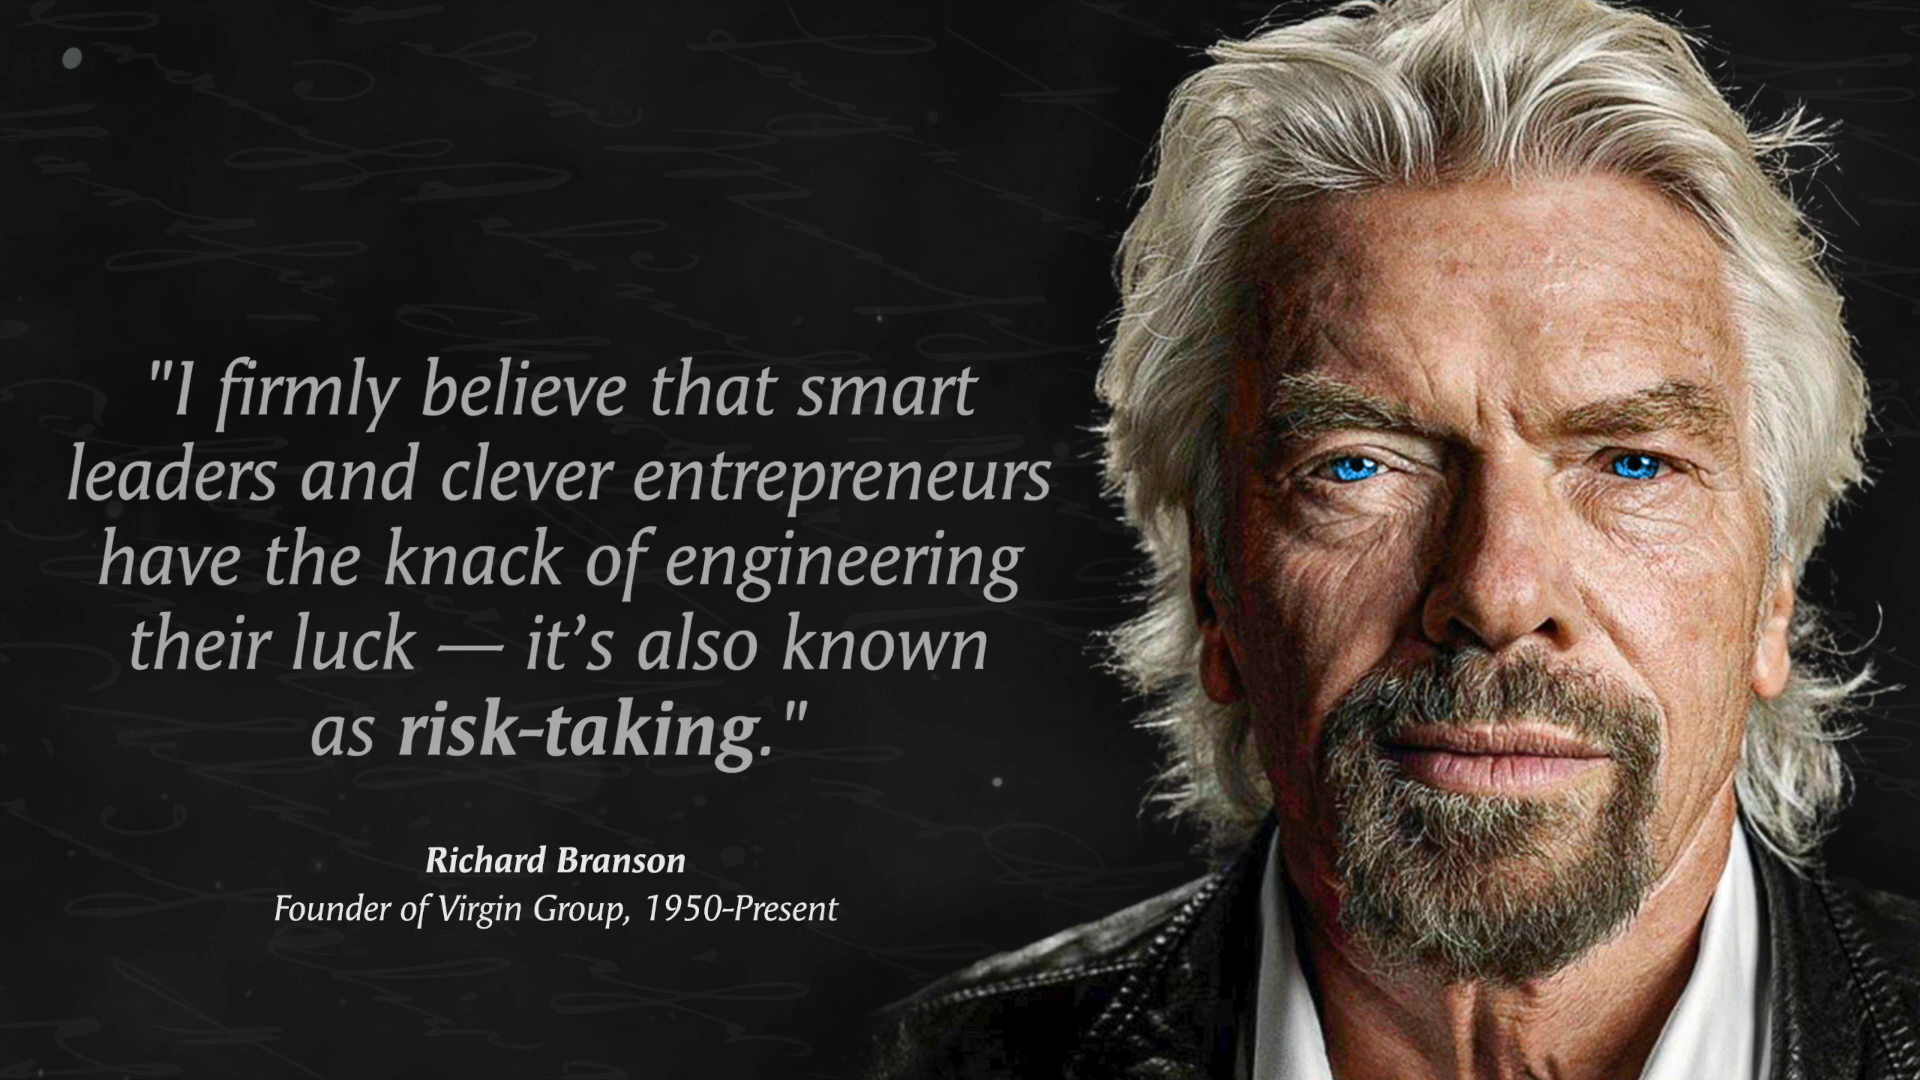 "I firmly believe that smart
leaders and clever entrepreneurs
have the knack of engineering
their luck — it’s also known
as risk-taking."
Richard Branson
Founder of Virgin Group, 1950-Present